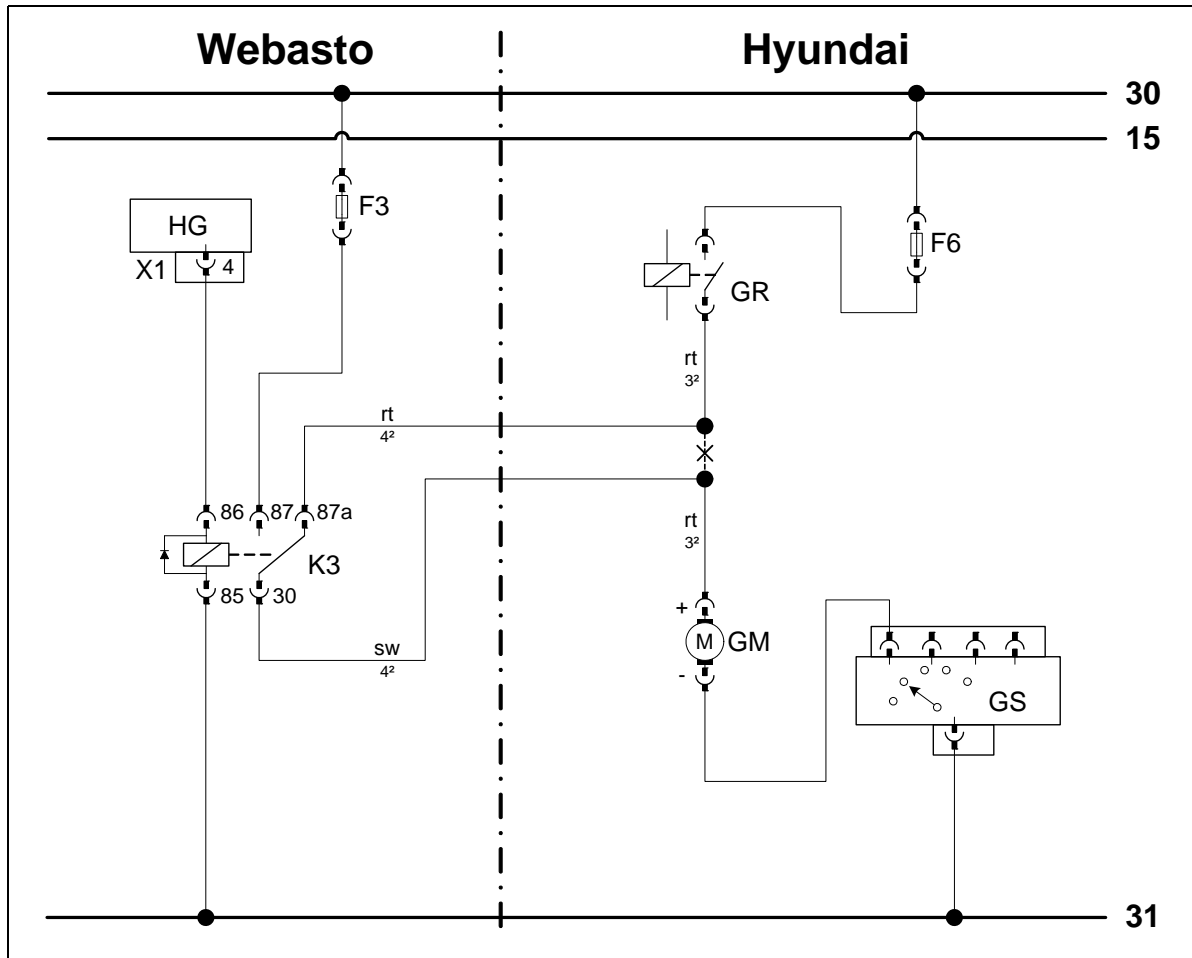 Webasto
Hyundai
30
15
F3
HG
X1
4
F6
GR
rt
3²
rt
4²
86
87
87a
rt
3²
K3
85
30
+
M
GM
sw
4²
-
GS
31